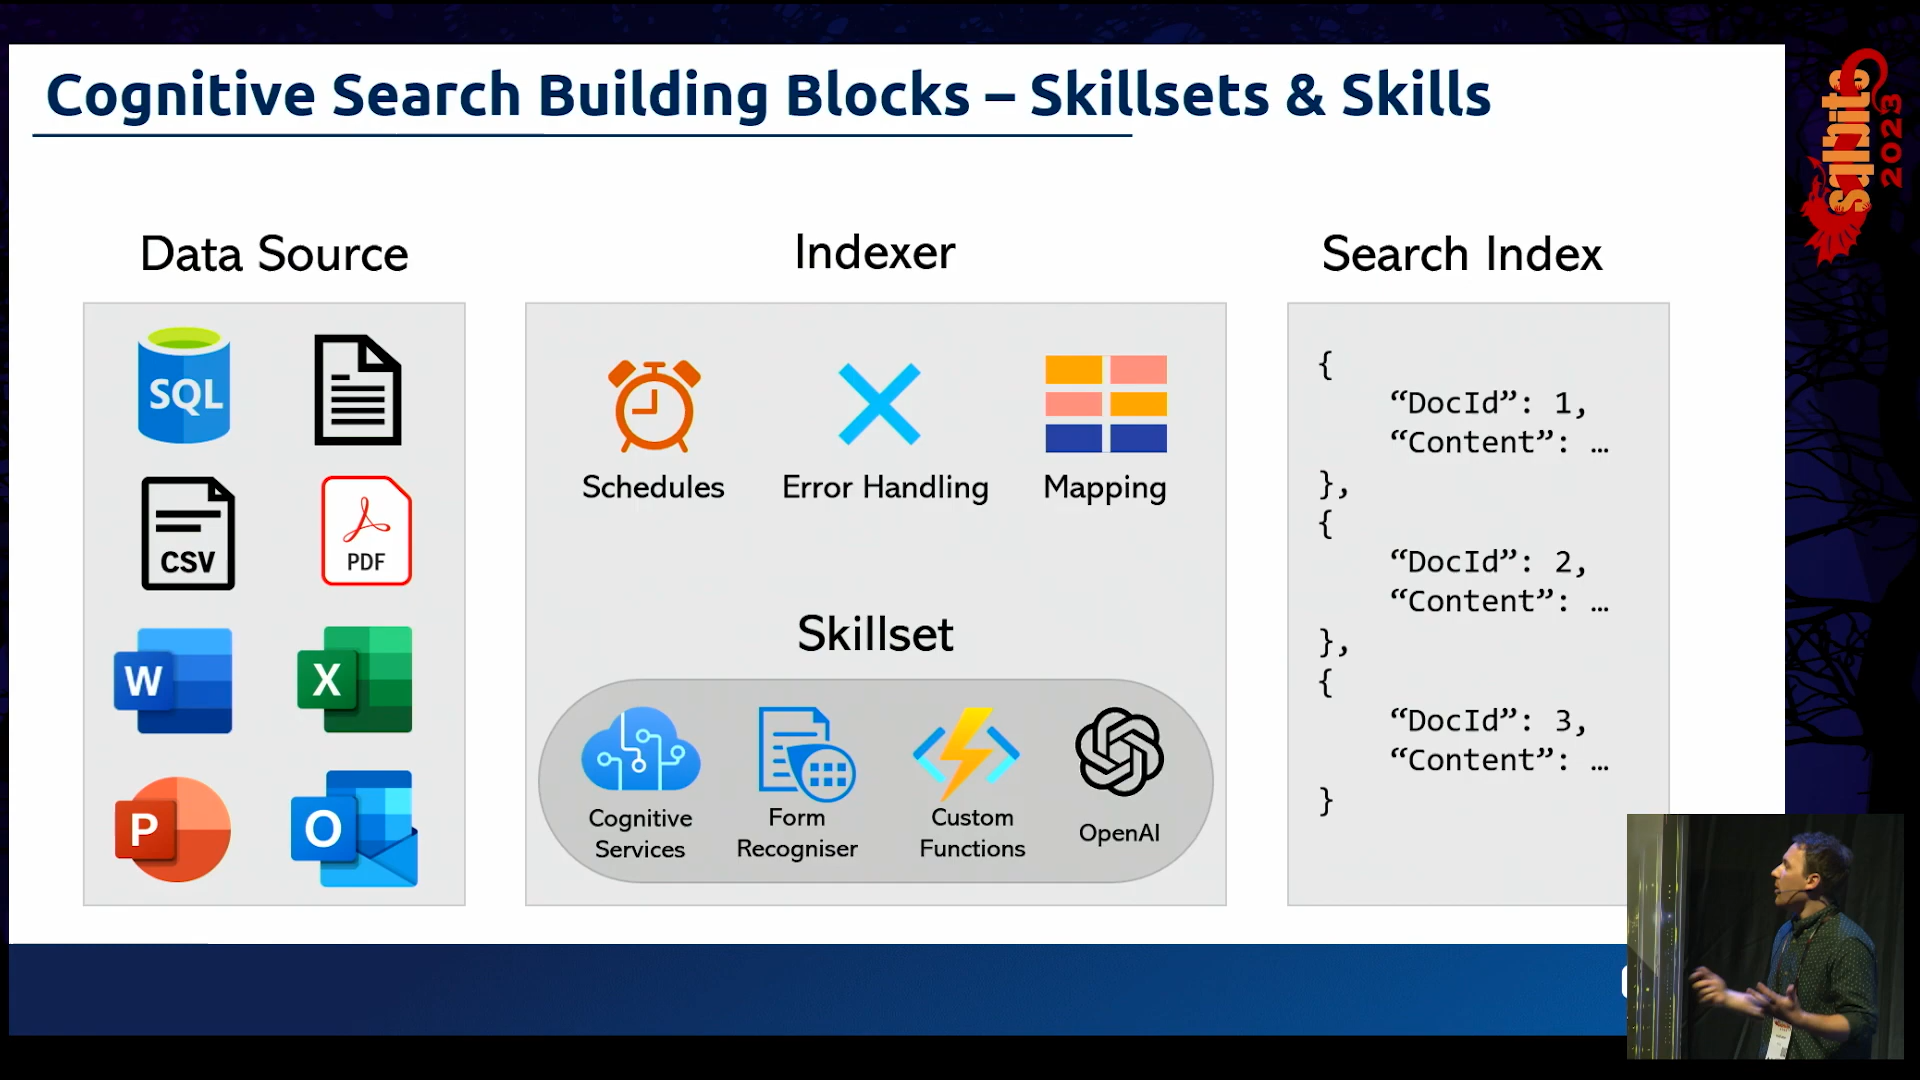 Cognitive Search Building Blocks – Skillsets & Skills
sqlbits
2023
Data Source
Indexer
Search Index
SQL
CSV
PDF
W
X
P
O
Schedules
Error Handling
Mapping
Skillset
Cognitive
Services
Form
Recogniser
Custom
Functions
OpenAI
{
“DocId”: 1,
“Content”: ...
},
{
“DocId”: 2,
“Content”: ...
},
{
“DocId”: 3,
“Content”: ...
}